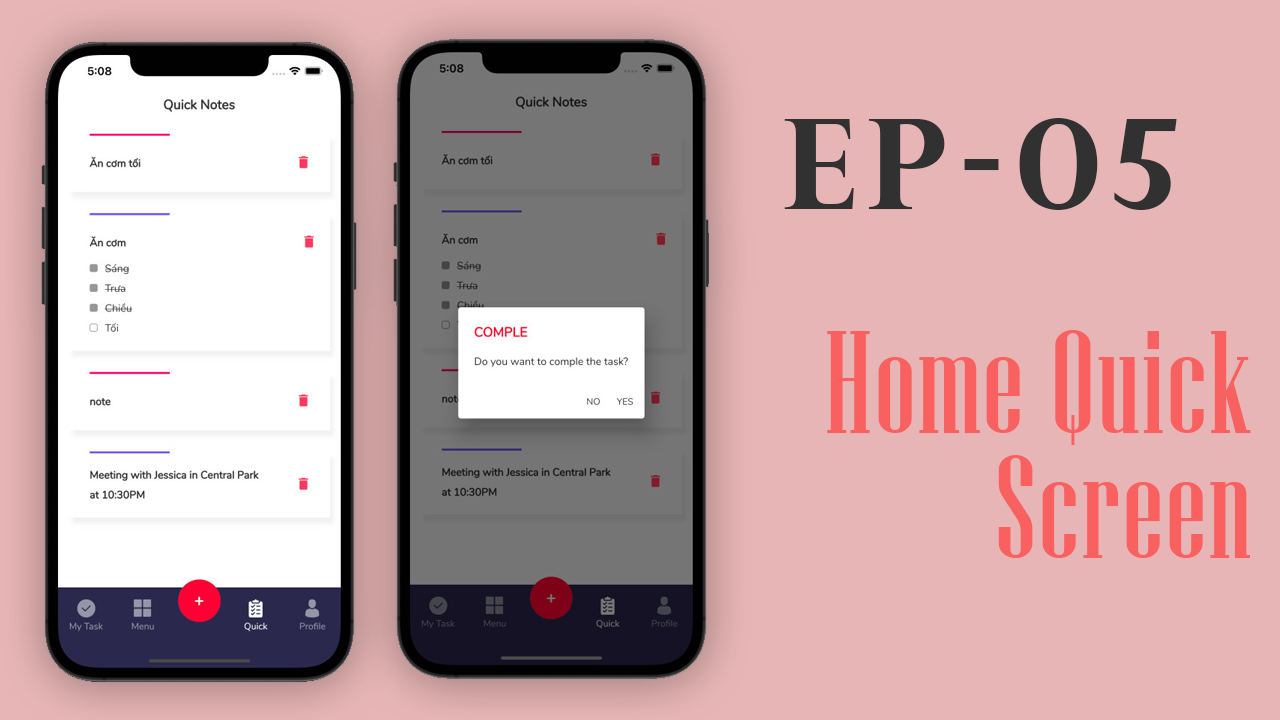 5:08
Quick Notes
Ăn cơm tối
Ăn cơm
Sáng
Trưa
Chiều
Tối
note
Meeting with Jessica in Central Park
at 10:30PM
My Task
Menu
+
Quick
Profile
5:08
Quick Notes
Ăn cơm tối
Ăn cơm
Sáng
Trưa
Chiều
COMPLE
Do you want to comple the task?
NO YES
Meeting with Jessica in Central Park
at 10:30PM
My Task
Menu
+
Quick
Profile
EP-05
Home Quick
Screen